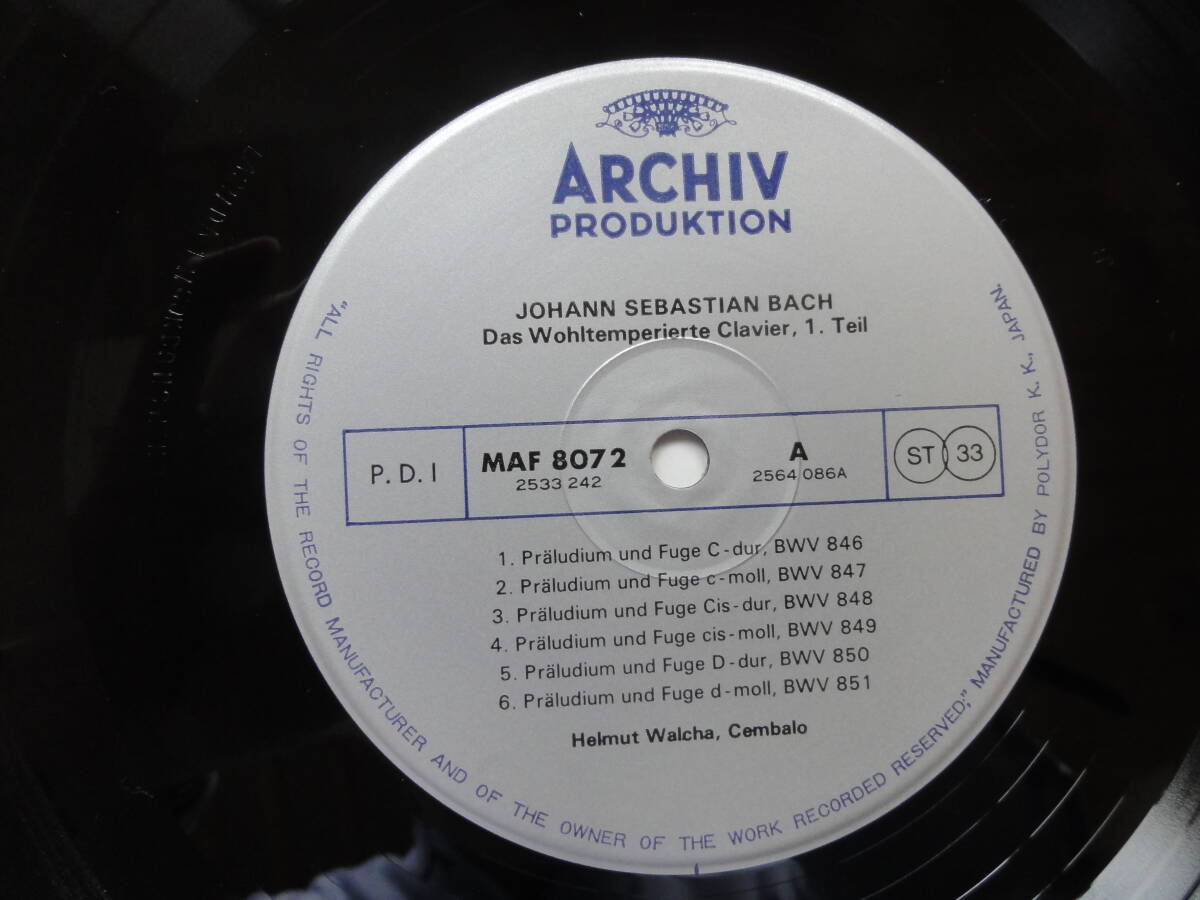 ARCHIV
PRODUKTION
JOHANN SEBASTIAN BACH
Das Wohltemperierte Clavier, 1. Teil
P. D. I
MAF 8072
2533 242
A
2564 086A
ST 33
1. Präludium und Fuge C-dur, BWV 846
2. Präludium und Fuge c-moll, BWV 847
3. Präludium und Fuge Cis-dur, BWV 848
4. Präludium und Fuge cis-moll, BWV 849
5. Präludium und Fuge D-dur, BWV 850
6. Präludium und Fuge d-moll, BWV 851
Helmut Walcha, Cembalo
"ALL RIGHTS OF THE RECORD MANUFACTURER AND OF THE OWNER OF THE WORK RECORDED RESERVED;" MANUFACTURED BY POLYDOR K. K., JAPAN.